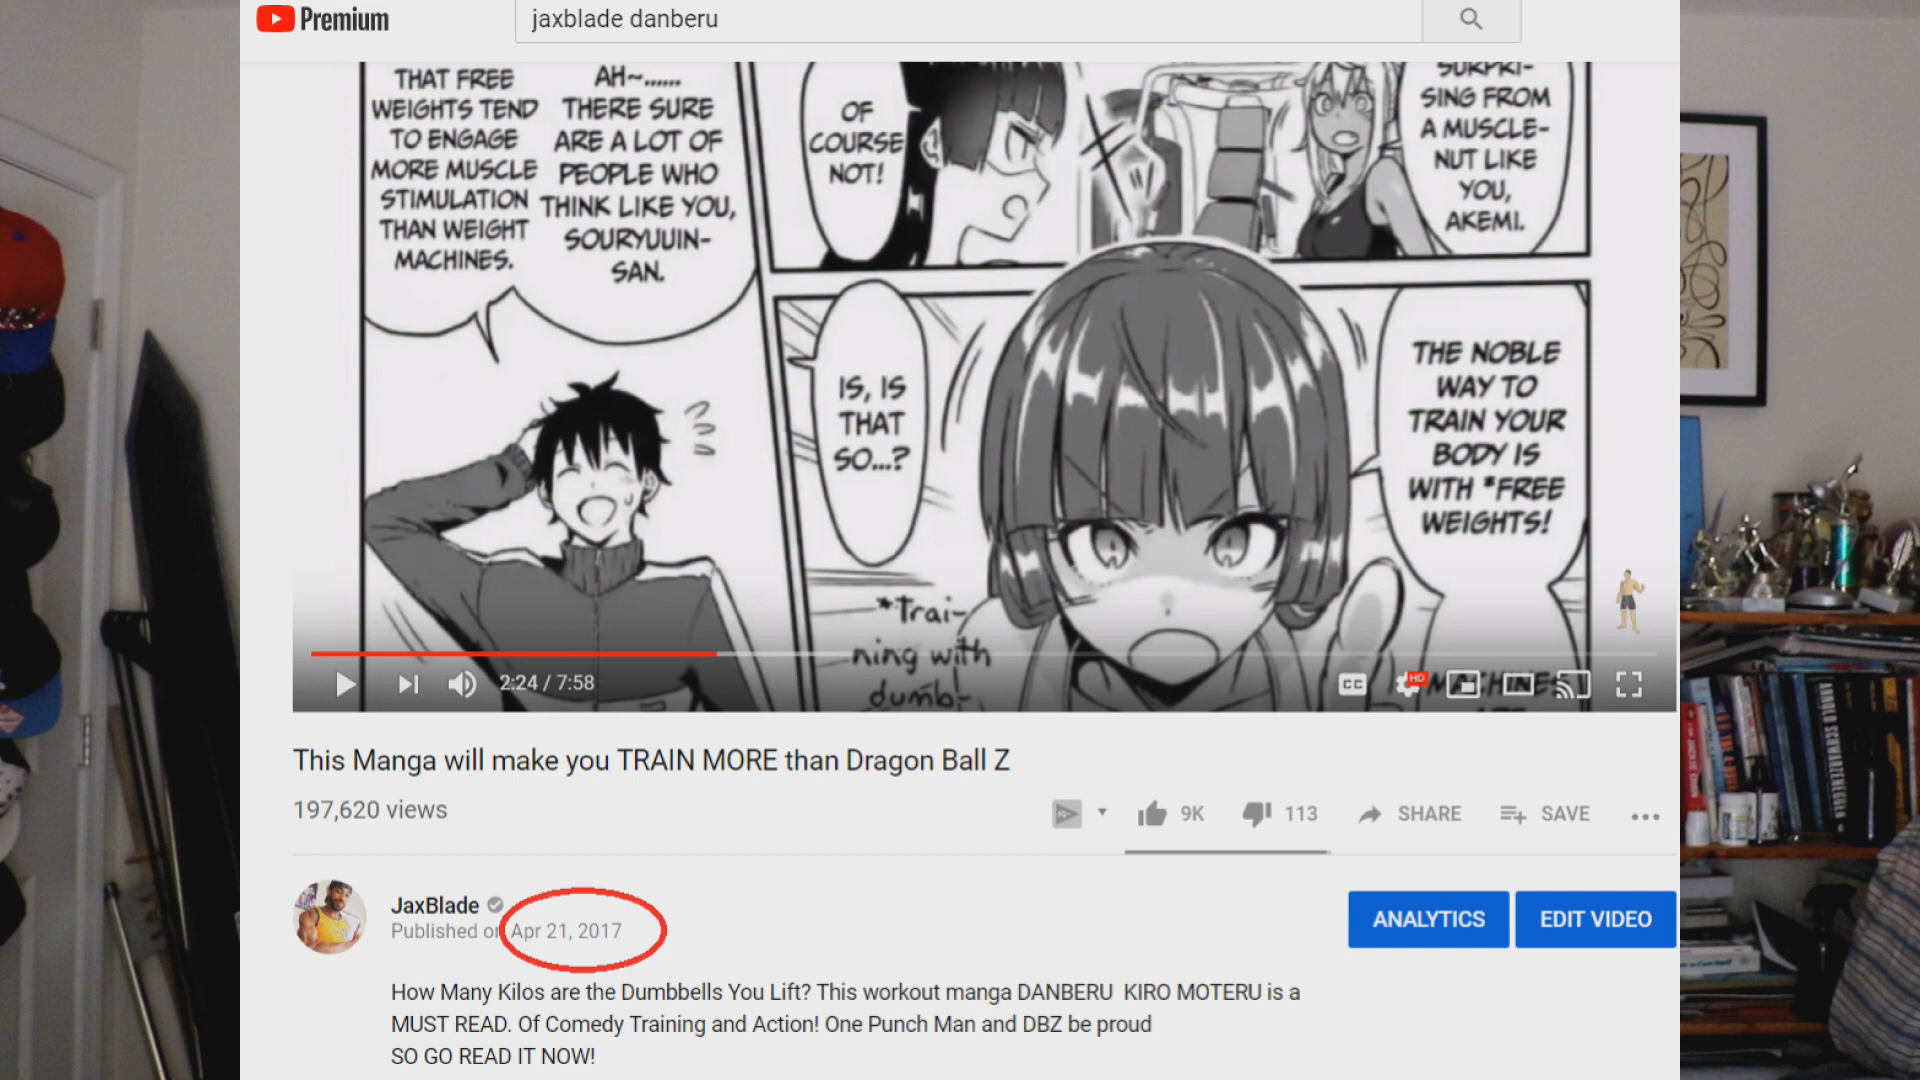 Premium
jaxblade danberu
THAT FREE
WEIGHTS TEND
TO ENGAGE
MORE MUSCLE
STIMULATION
THAN WEIGHT
MACHINES.
AH~......
THERE SURE
ARE A LOT OF
PEOPLE WHO
THINK LIKE YOU,
SOURYUUIN-
SAN.
OF
COURSE
NOT!
SURPRI-
SING FROM
A MUSCLE-
NUT LIKE
YOU,
AKEMI.
IS, IS
THAT
SO...?
THE NOBLE
WAY TO
TRAIN YOUR
BODY IS
WITH *FREE
WEIGHTS!
*Trai-
ning with
dumb-
MACHINES
2:24 / 7:58
CC
HD
This Manga will make you TRAIN MORE than Dragon Ball Z
197,620 views
9K
113
SHARE
SAVE
JaxBlade
Published on Apr 21, 2017
ANALYTICS
EDIT VIDEO
How Many Kilos are the Dumbbells You Lift? This workout manga DANBERU KIRO MOTERU is a
MUST READ. Of Comedy Training and Action! One Punch Man and DBZ be proud
SO GO READ IT NOW!
ARNOLD SCHWARZENEGGER